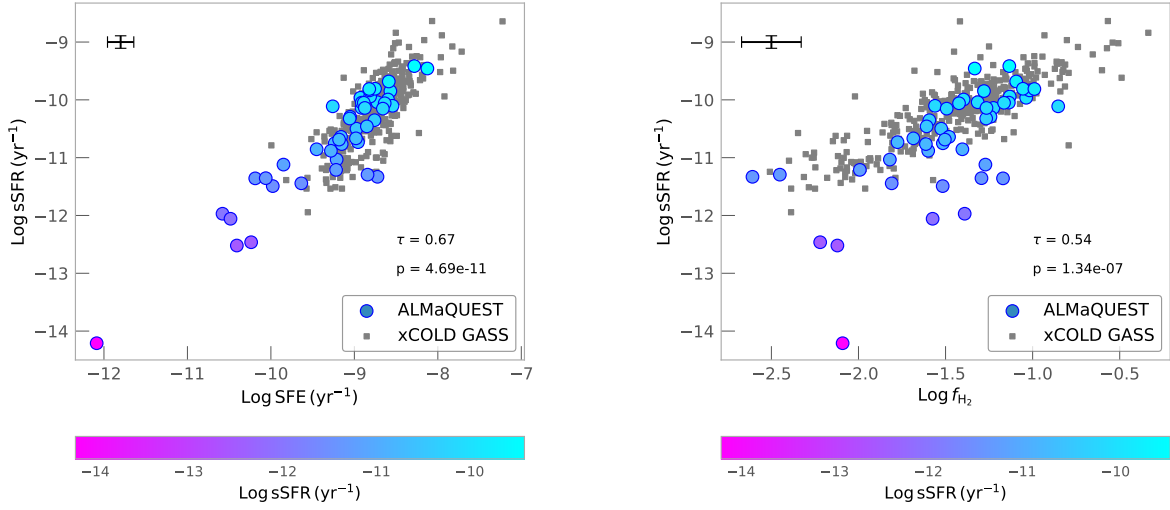 −9
−10
−11
−12
−13
−14
Log sSFR (yr⁻¹)
τ = 0.67
p = 4.69e-11
ALMaQUEST
xCOLD GASS
−12
−11
−10
−9
−8
−7
Log SFE (yr⁻¹)
−14
−13
−12
−11
−10
Log sSFR (yr⁻¹)
−9
−10
−11
−12
−13
−14
Log sSFR (yr⁻¹)
τ = 0.54
p = 1.34e-07
ALMaQUEST
xCOLD GASS
−2.5
−2.0
−1.5
−1.0
−0.5
Log f_H₂
−14
−13
−12
−11
−10
Log sSFR (yr⁻¹)